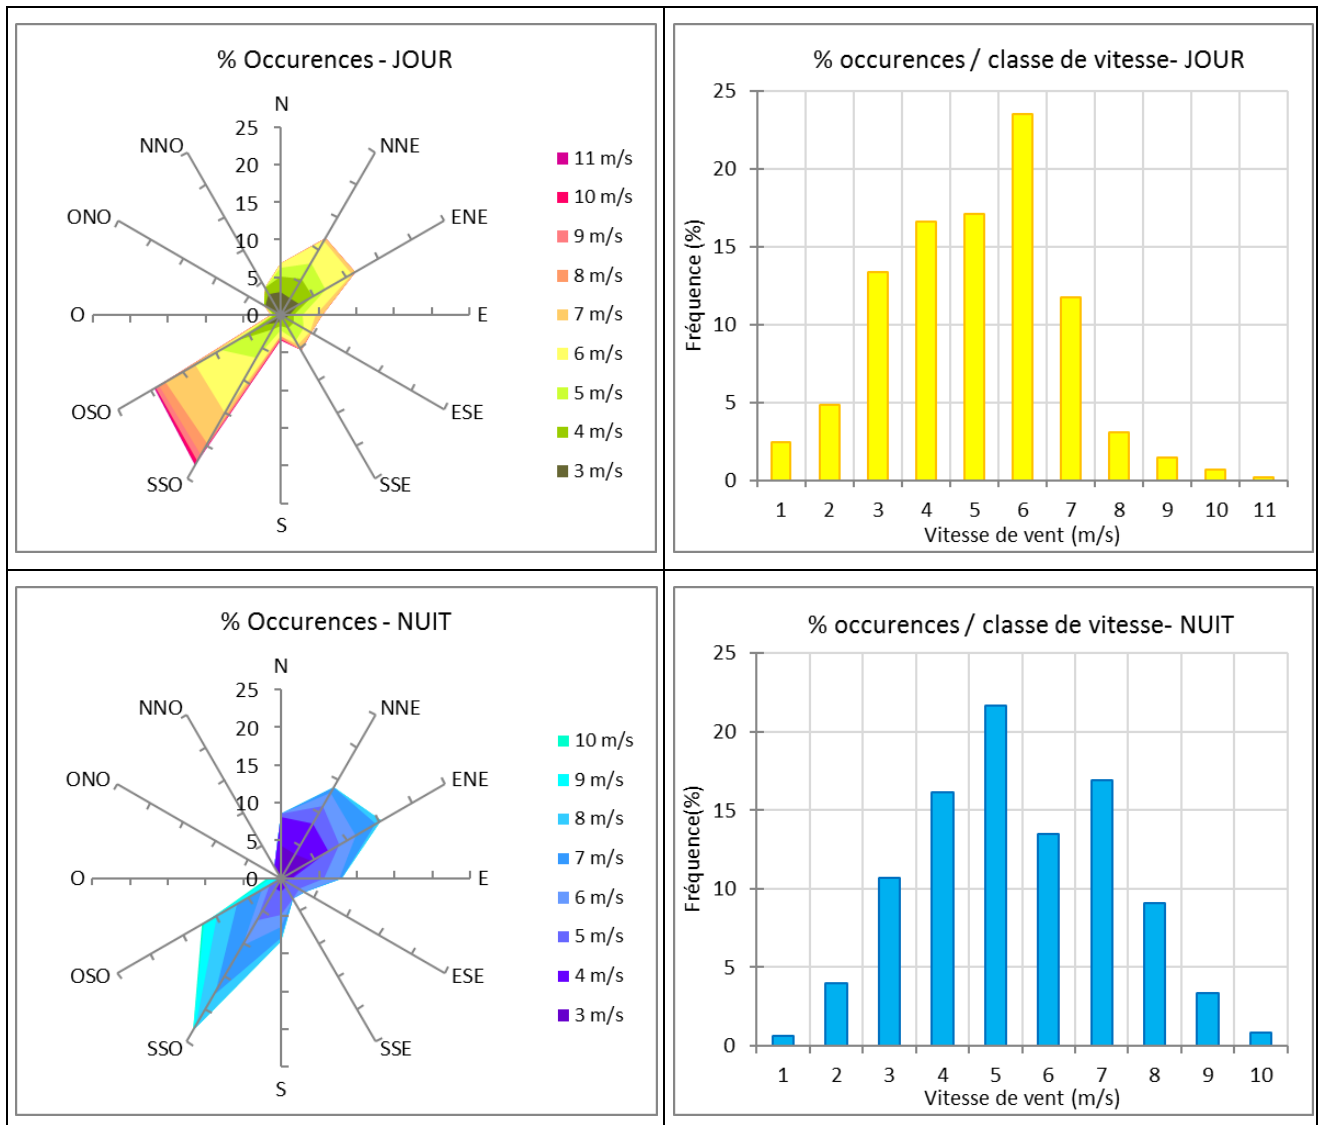 % Occurences - JOUR
N
NNE
ENE
E
ESE
SSE
S
SSO
OSO
O
ONO
NNO
25
20
15
10
5
0
11 m/s
10 m/s
9 m/s
8 m/s
7 m/s
6 m/s
5 m/s
4 m/s
3 m/s
% occurences / classe de vitesse- JOUR
Fréquence (%)
25
20
15
10
5
0
1 2 3 4 5 6 7 8 9 10 11
Vitesse de vent (m/s)
% Occurences - NUIT
N
NNE
ENE
E
ESE
SSE
S
SSO
OSO
O
ONO
NNO
25
20
15
10
5
0
10 m/s
9 m/s
8 m/s
7 m/s
6 m/s
5 m/s
4 m/s
3 m/s
% occurences / classe de vitesse- NUIT
Fréquence(%)
25
20
15
10
5
0
1 2 3 4 5 6 7 8 9 10
Vitesse de vent (m/s)